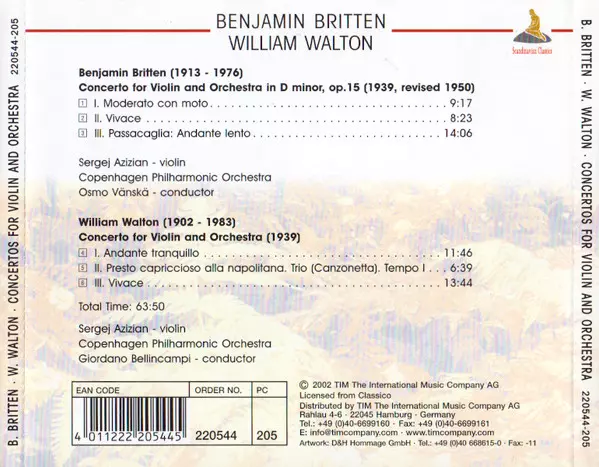 BENJAMIN BRITTEN
WILLIAM WALTON
Scandinavian Classics
Benjamin Britten (1913 - 1976)
Concerto for Violin and Orchestra in D minor, op.15 (1939, revised 1950)
1 I. Moderato con moto 9:17
2 II. Vivace 8:23
3 III. Passacaglia: Andante lento 14:06
Sergej Azizian - violin
Copenhagen Philharmonic Orchestra
Osmo Vänskä - conductor
William Walton (1902 - 1983)
Concerto for Violin and Orchestra (1939)
4 I. Andante tranquillo 11:46
5 II. Presto capriccioso alla napolitana. Trio (Canzonetta). Tempo I 6:39
6 III. Vivace 13:44
Total Time: 63:50
Sergej Azizian - violin
Copenhagen Philharmonic Orchestra
Giordano Bellincampi - conductor
EAN CODE ORDER NO. PC
4 011222 205445 220544 205
© 2002 TIM The International Music Company AG
Licensed from Classico
Distributed by TIM The International Music Company AG
Rahlau 4-6 · 22045 Hamburg · Germany
Tel.: +49 (0)40-6699160 · Fax: +49 (0)40-6699161
E: info@timcompany.com · www.timcompany.com
Artwork: D&H Hommage GmbH · Tel.: +49 (0)40 668615-0 · Fax: -11
B. BRITTEN · W. WALTON · CONCERTOS FOR VIOLIN AND ORCHESTRA 220544-205
B. BRITTEN · W. WALTON · CONCERTOS FOR VIOLIN AND ORCHESTRA 220544-205